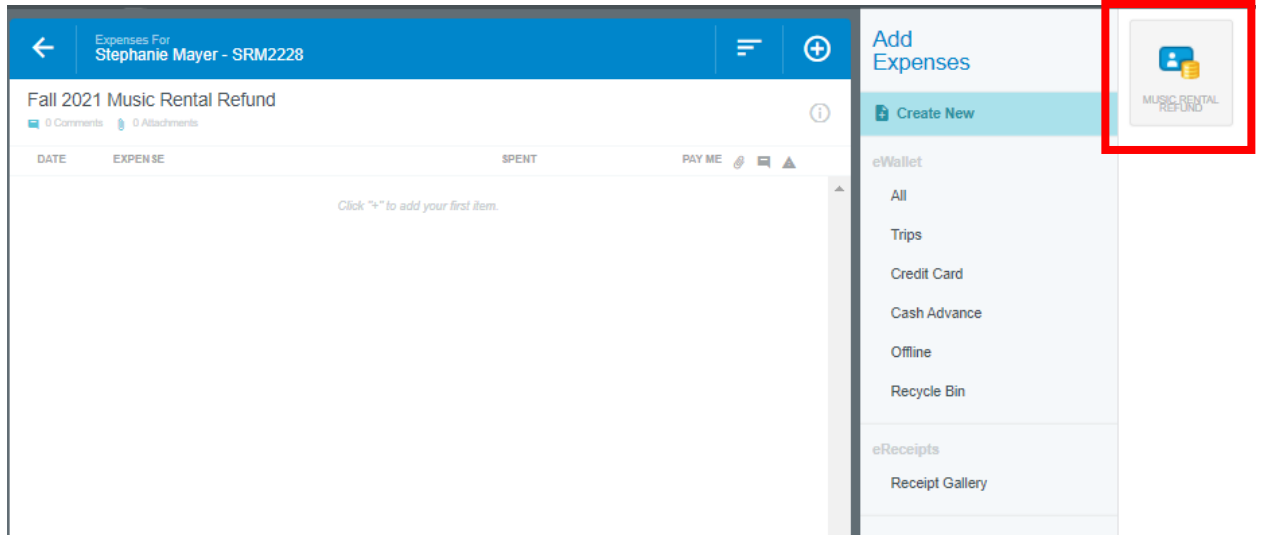 Expenses For
Stephanie Mayer - SRM2228
Fall 2021 Music Rental Refund
0 Comments 0 Attachments
DATE EXPENSE SPENT PAY ME
Click "+" to add your first item.
Add
Expenses
Create New
eWallet
All
Trips
Credit Card
Cash Advance
Offline
Recycle Bin
eReceipts
Receipt Gallery
MUSIC RENTAL
REFUND